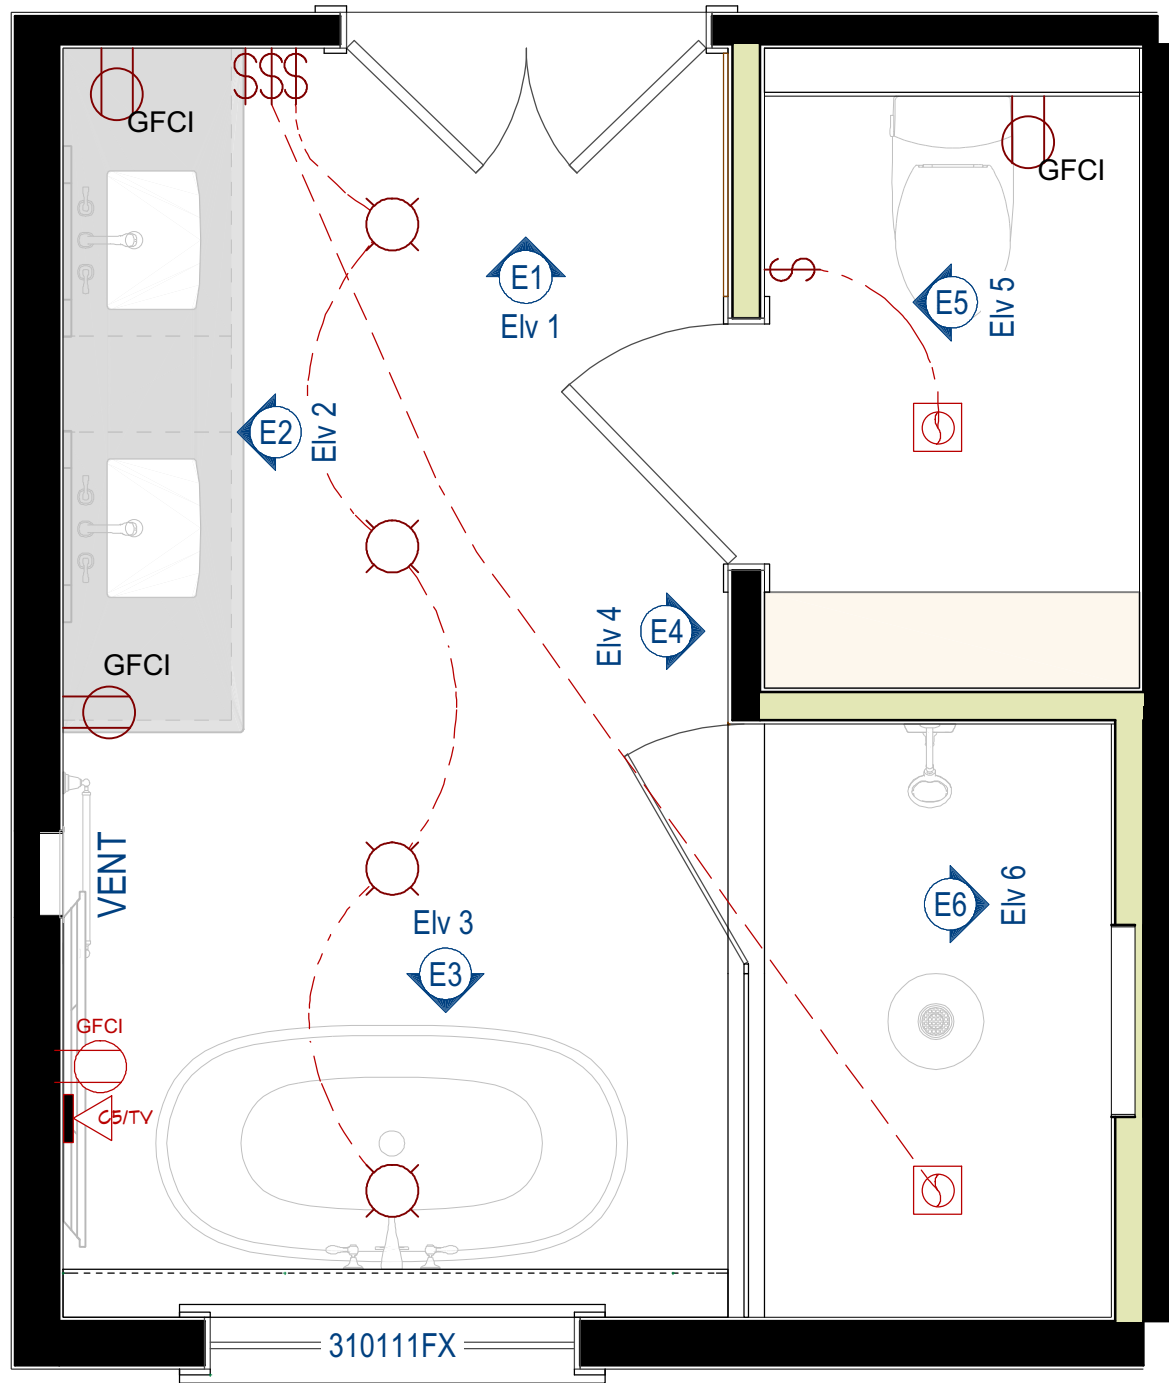 $$$
GFCI
GFCI
E1
Elv 1
$
E5
Elv 5
E2
Elv 2
E4
Elv 4
GFCI
VENT
E6
Elv 6
Elv 3
E3
GFCI
C5/TV
310111FX